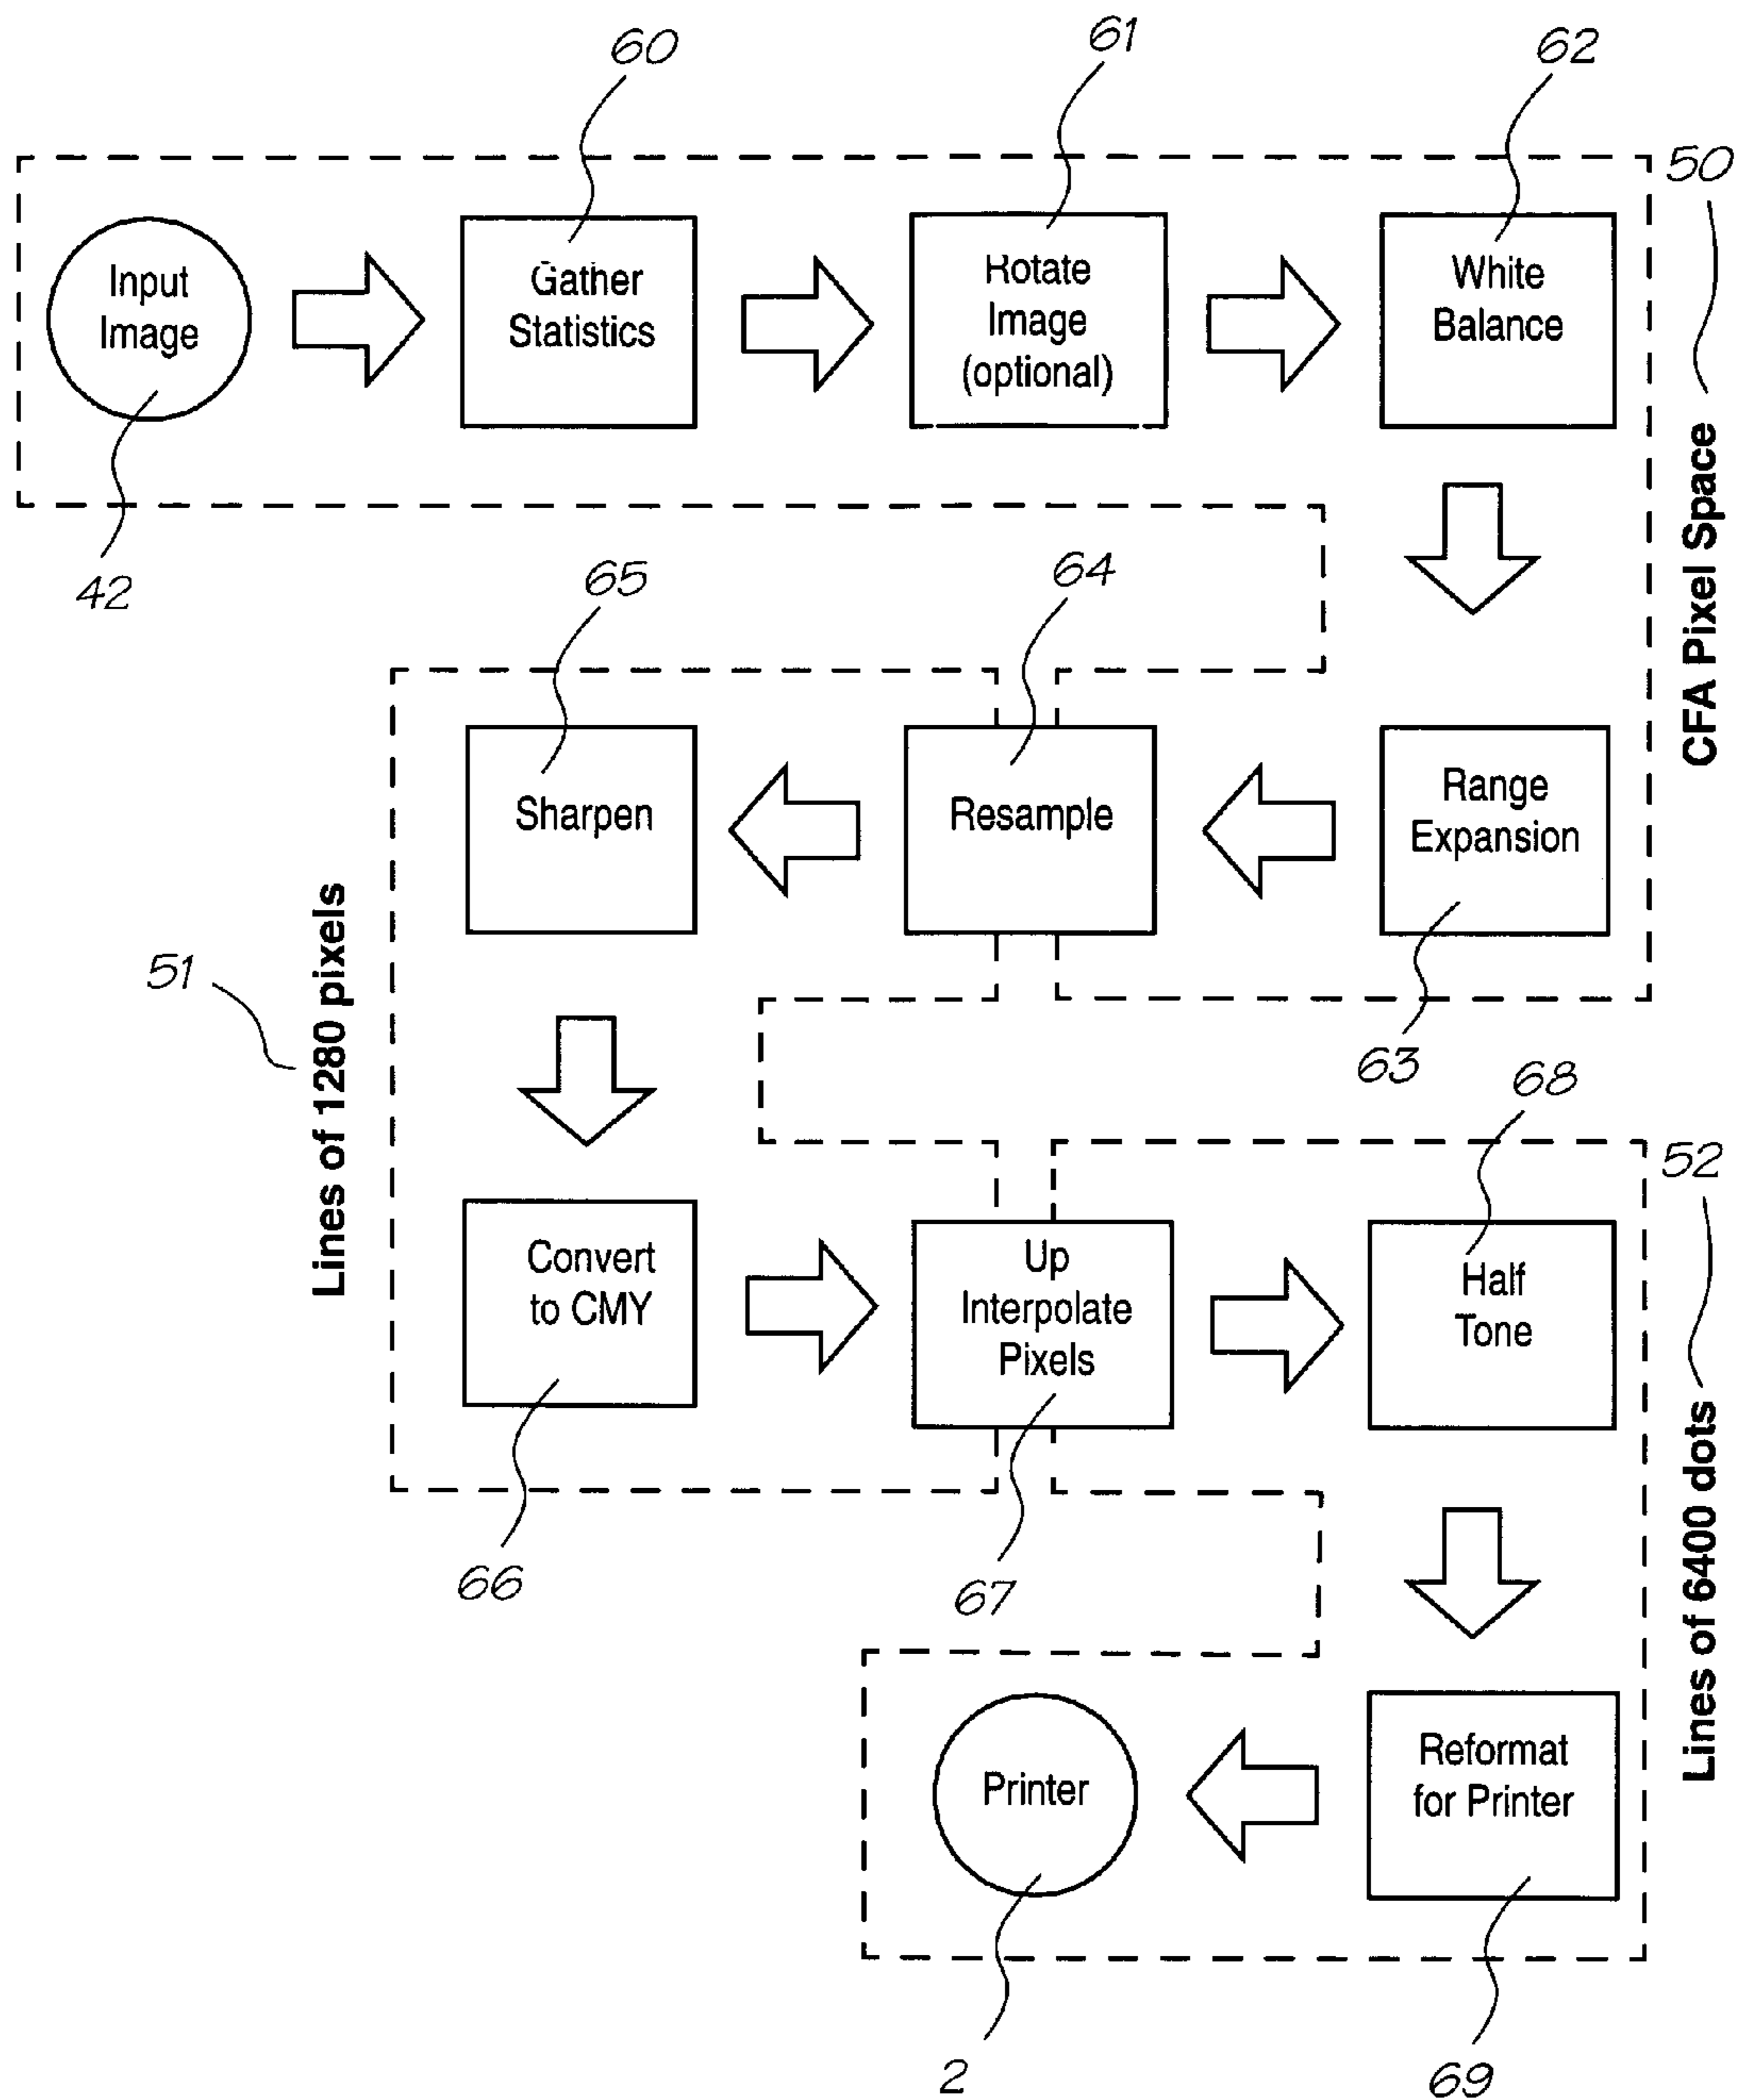 60
61
62
50
Input
Image
Gather
Statistics
Rotate
Image
(optional)
White
Balance
CFA Pixel Space
42
65
64
Sharpen
Resample
Range
Expansion
51
Lines of 1280 pixels
63
68
52
Convert
to CMY
Up
Interpolate
Pixels
Half
Tone
Lines of 6400 dots
66
67
Printer
Reformat
for Printer
2
69